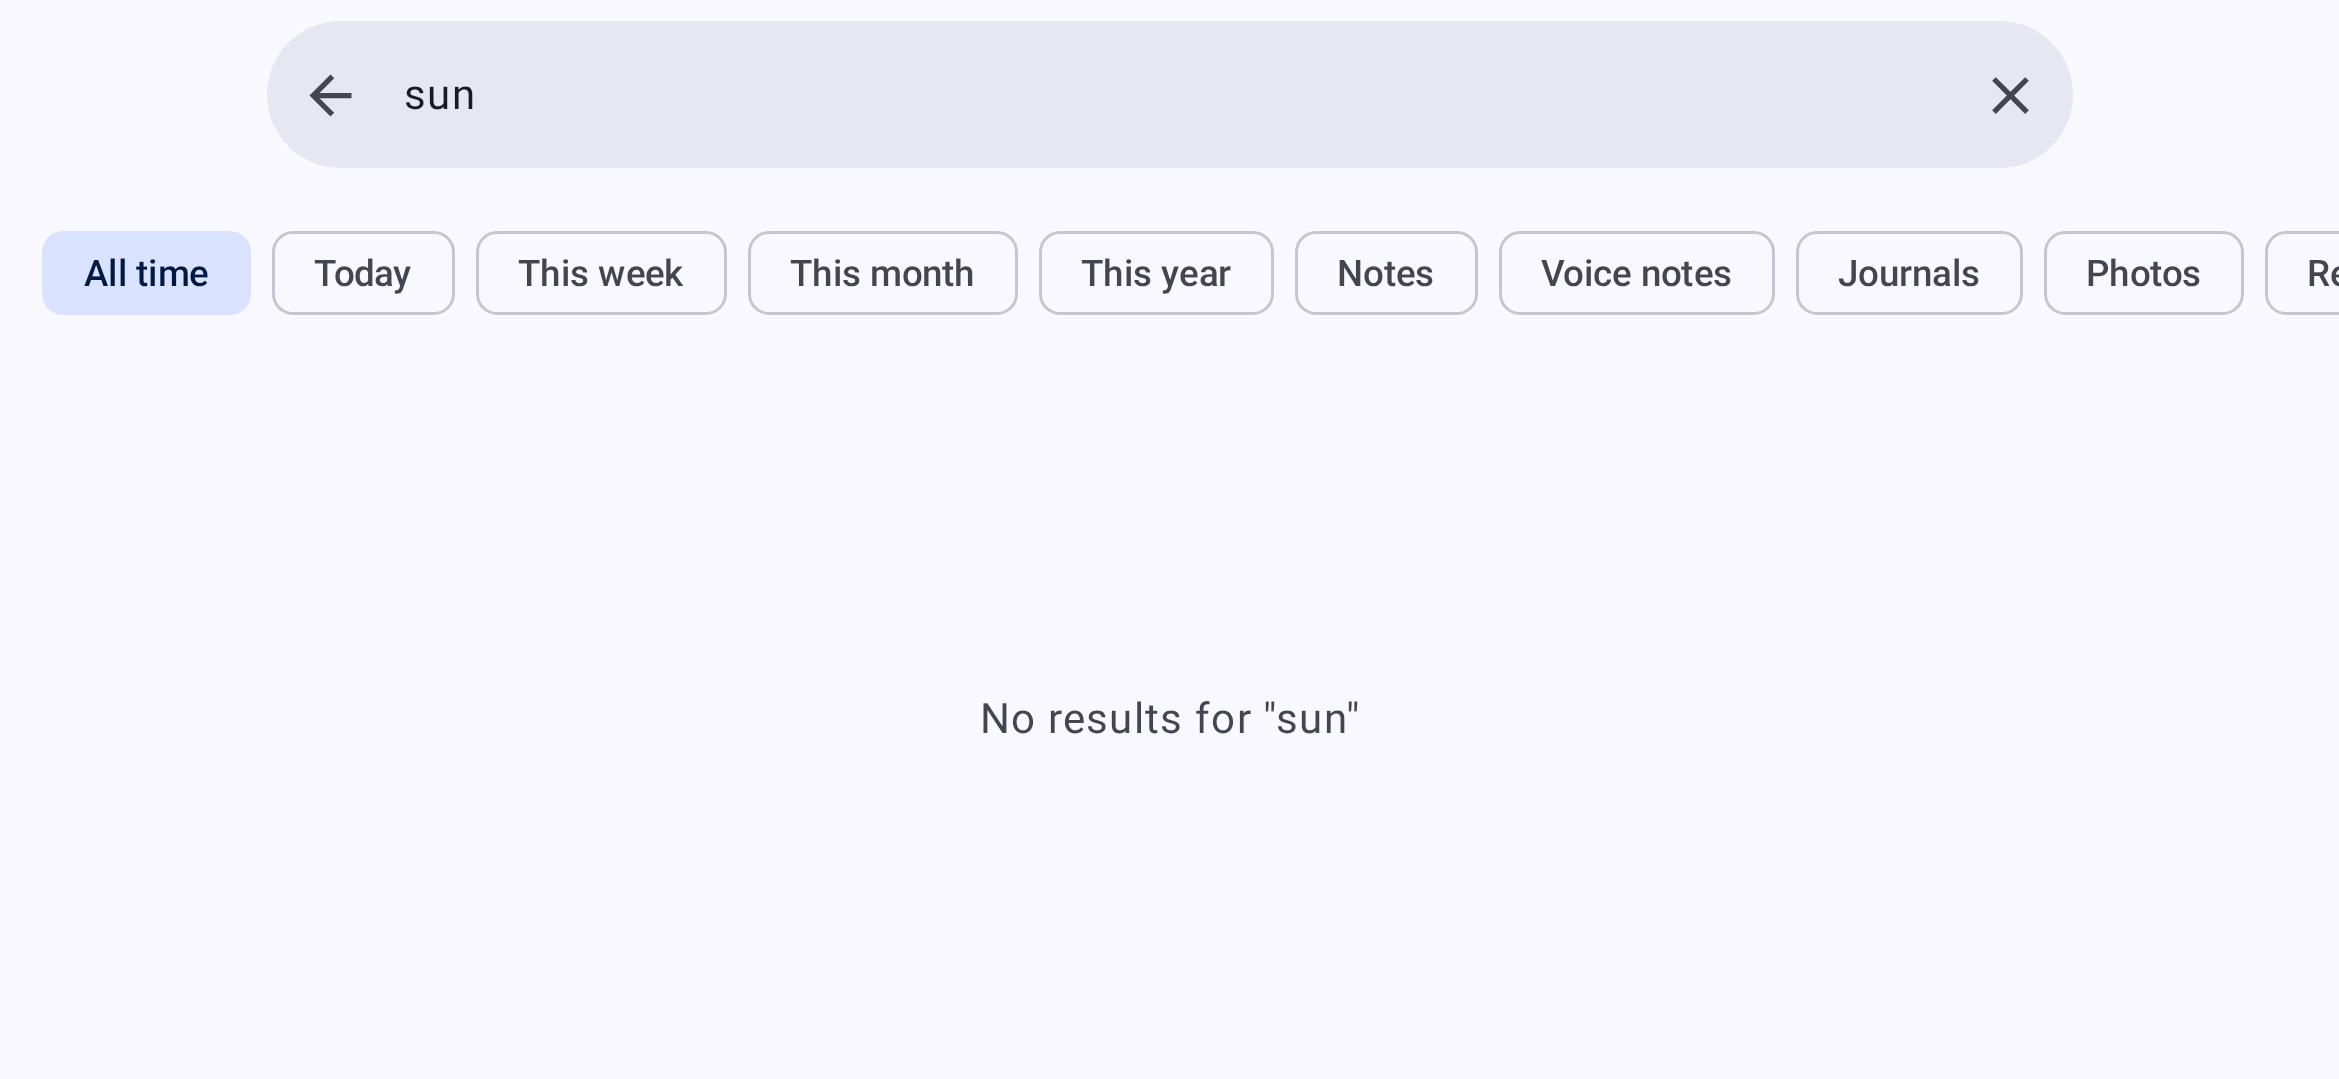 sun
All time Today This week This month This year Notes Voice notes Journals Photos Re
No results for "sun"